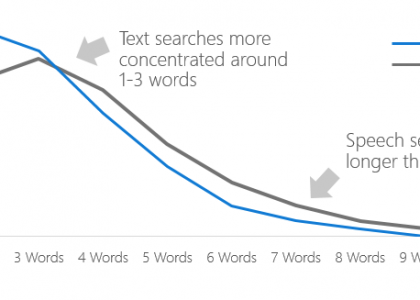 Text searches more
concentrated around
1-3 words
Speech se
longer th
3 Words
4 Words
5 Words
6 Words
7 Words
8 Words
9 W